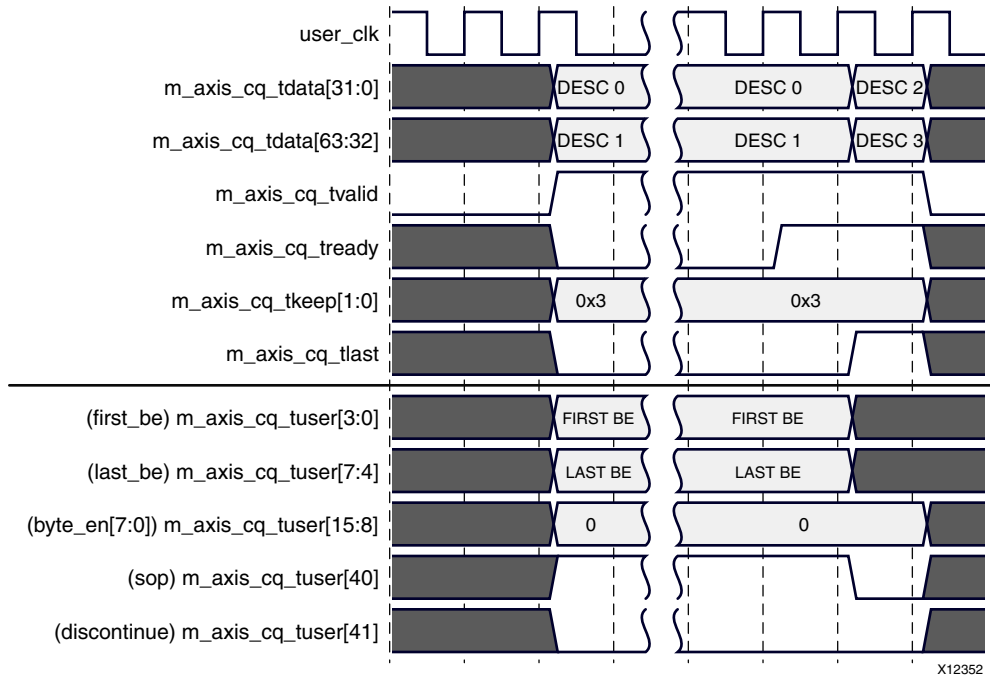 user_clk
m_axis_cq_tdata[31:0] DESC 0 DESC 0 DESC 2
m_axis_cq_tdata[63:32] DESC 1 DESC 1 DESC 3
m_axis_cq_tvalid
m_axis_cq_tready
m_axis_cq_tkeep[1:0] 0x3 0x3
m_axis_cq_tlast
(first_be) m_axis_cq_tuser[3:0] FIRST BE FIRST BE
(last_be) m_axis_cq_tuser[7:4] LAST BE LAST BE
(byte_en[7:0]) m_axis_cq_tuser[15:8] 0 0
(sop) m_axis_cq_tuser[40]
(discontinue) m_axis_cq_tuser[41]
X12352